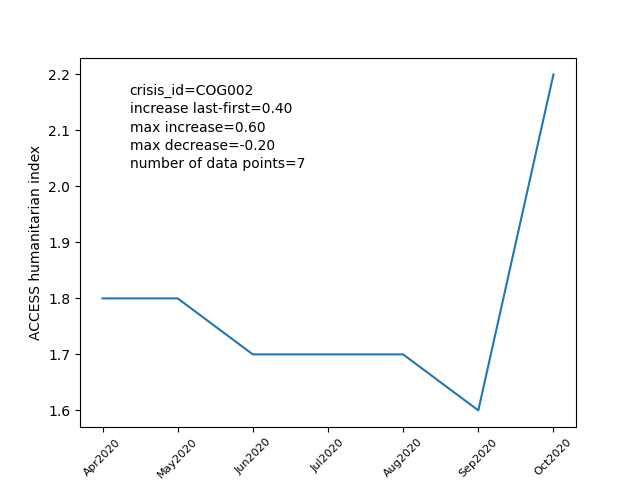 crisis_id=COG002
increase last-first=0.40
max increase=0.60
max decrease=-0.20
number of data points=7
ACCESS humanitarian index
2.2
2.1
2.0
1.9
1.8
1.7
1.6
Apr2020 May2020 Jun2020 Jul2020 Aug2020 Sep2020 Oct2020